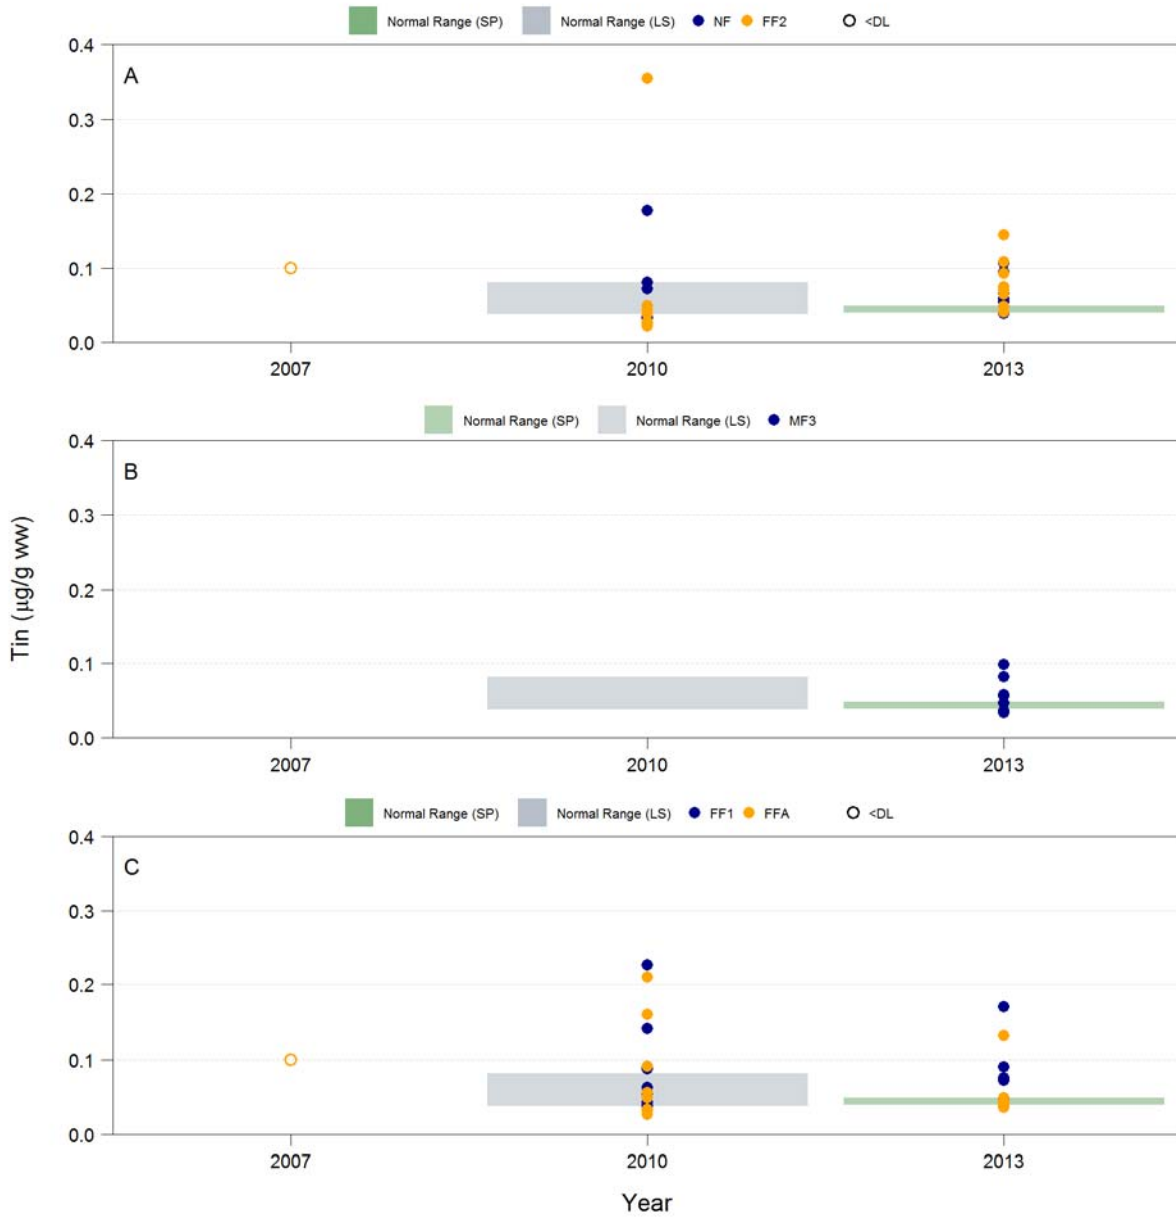 Normal Range (SP) Normal Range (LS) NF FF2 <DL
A
0.4
0.3
0.2
0.1
0.0
2007 2010 2013
Normal Range (SP) Normal Range (LS) MF3
B
0.4
0.3
0.2
0.1
0.0
2007 2010 2013
Tin (µg/g ww)
Normal Range (SP) Normal Range (LS) FF1 FFA <DL
C
0.4
0.3
0.2
0.1
0.0
2007 2010 2013
Year